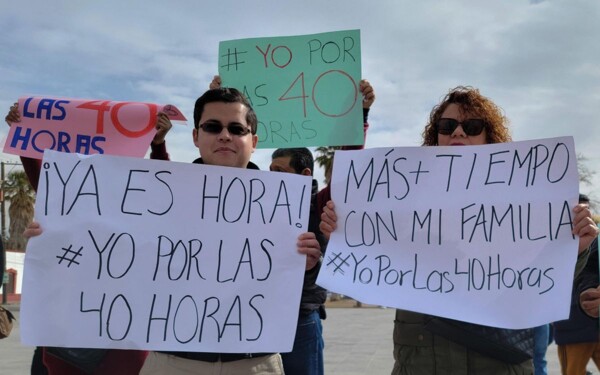 # YO POR
LAS 40
HORAS
LAS 40
HORAS
¡YA ES HORA!
#YO POR LAS
40 HORAS
MÁS+ TIEMPO
CON MI FAMILIA
#YoPorLas40Horas